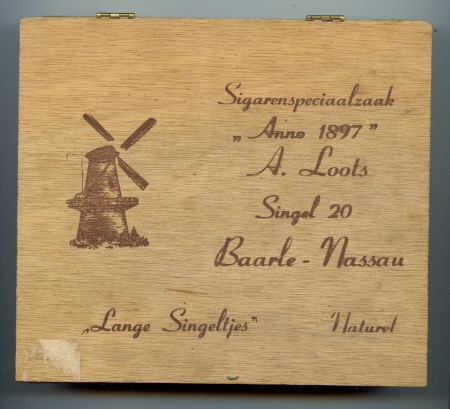 Sigarenspeciaalzaak
„Anno 1897”
A. Loots
Singel 20
Baarle - Nassau
„Lange Singeltjes” Naturel